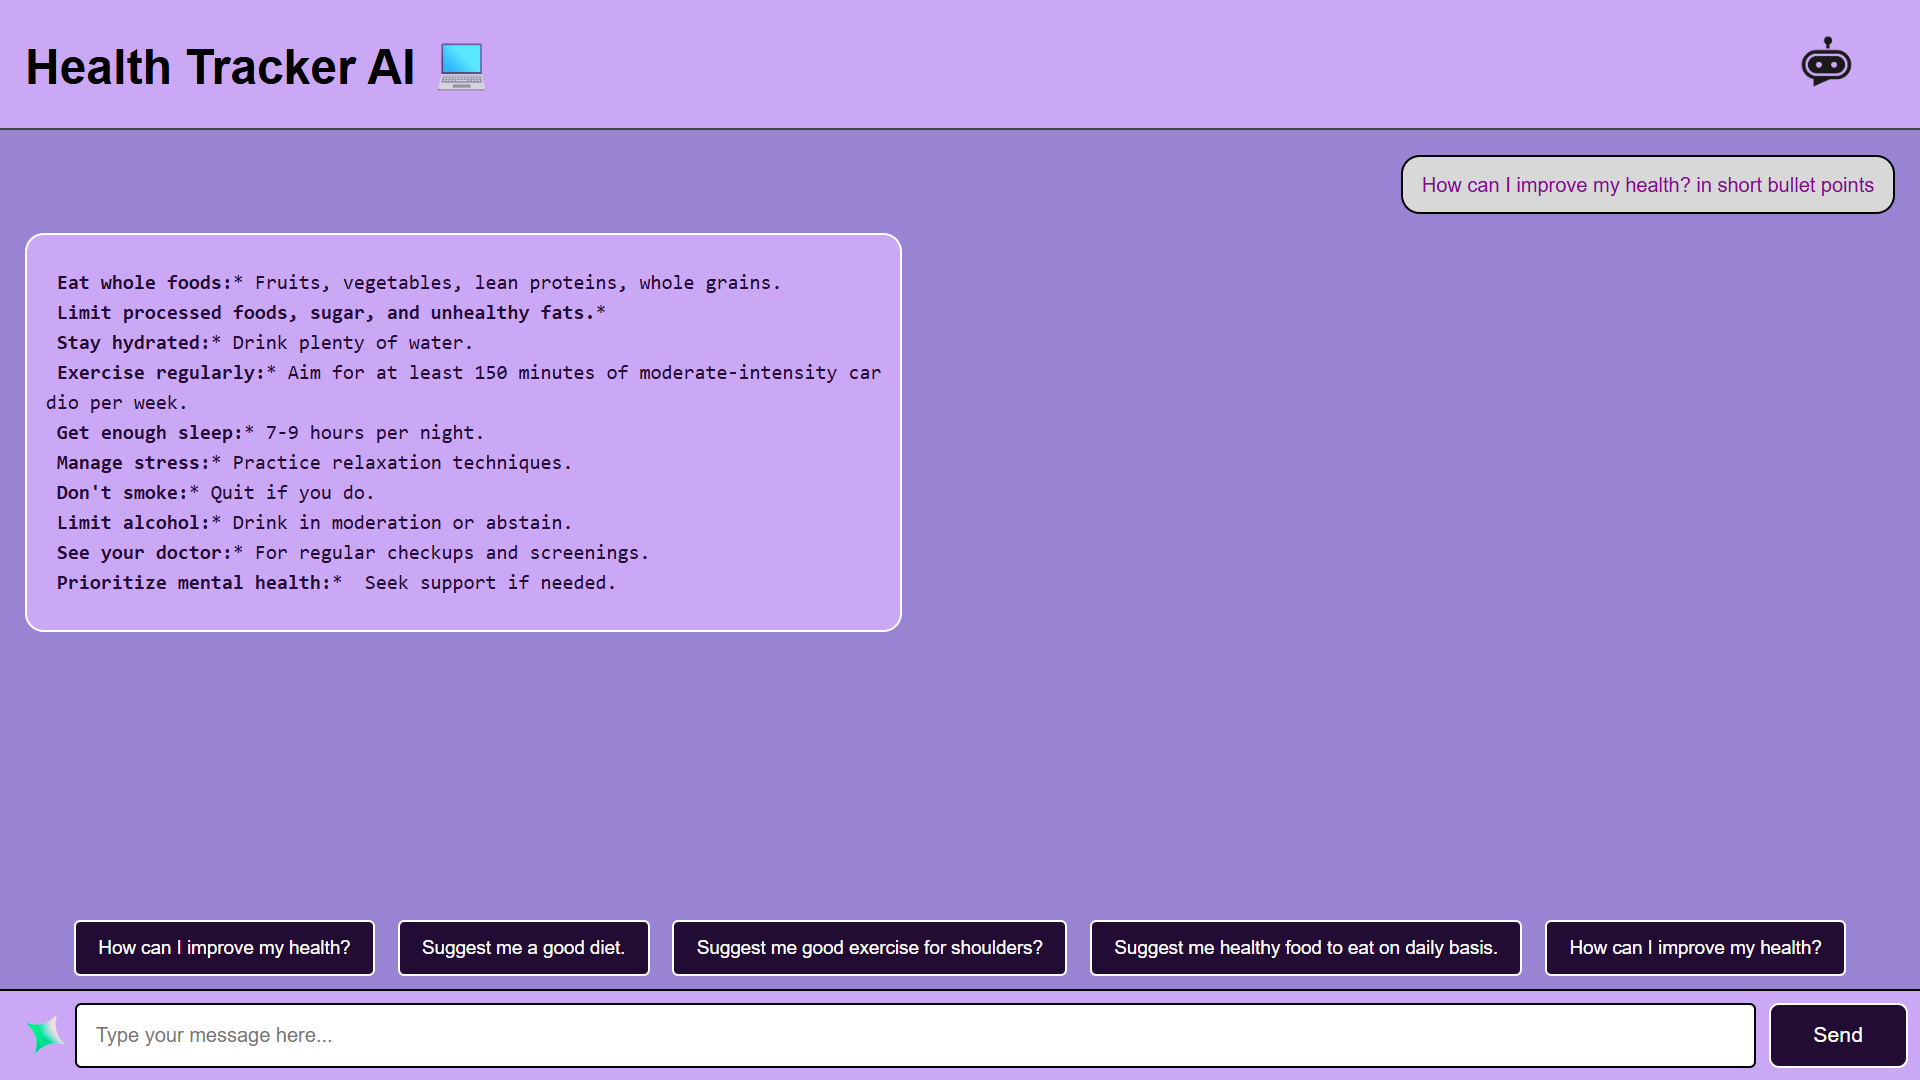 Health Tracker AI
How can I improve my health? in short bullet points
Eat whole foods:* Fruits, vegetables, lean proteins, whole grains.
Limit processed foods, sugar, and unhealthy fats.*
Stay hydrated:* Drink plenty of water.
Exercise regularly:* Aim for at least 150 minutes of moderate-intensity car
dio per week.
Get enough sleep:* 7-9 hours per night.
Manage stress:* Practice relaxation techniques.
Don't smoke:* Quit if you do.
Limit alcohol:* Drink in moderation or abstain.
See your doctor:* For regular checkups and screenings.
Prioritize mental health:*  Seek support if needed.
How can I improve my health?
Suggest me a good diet.
Suggest me good exercise for shoulders?
Suggest me healthy food to eat on daily basis.
How can I improve my health?
Type your message here...
Send